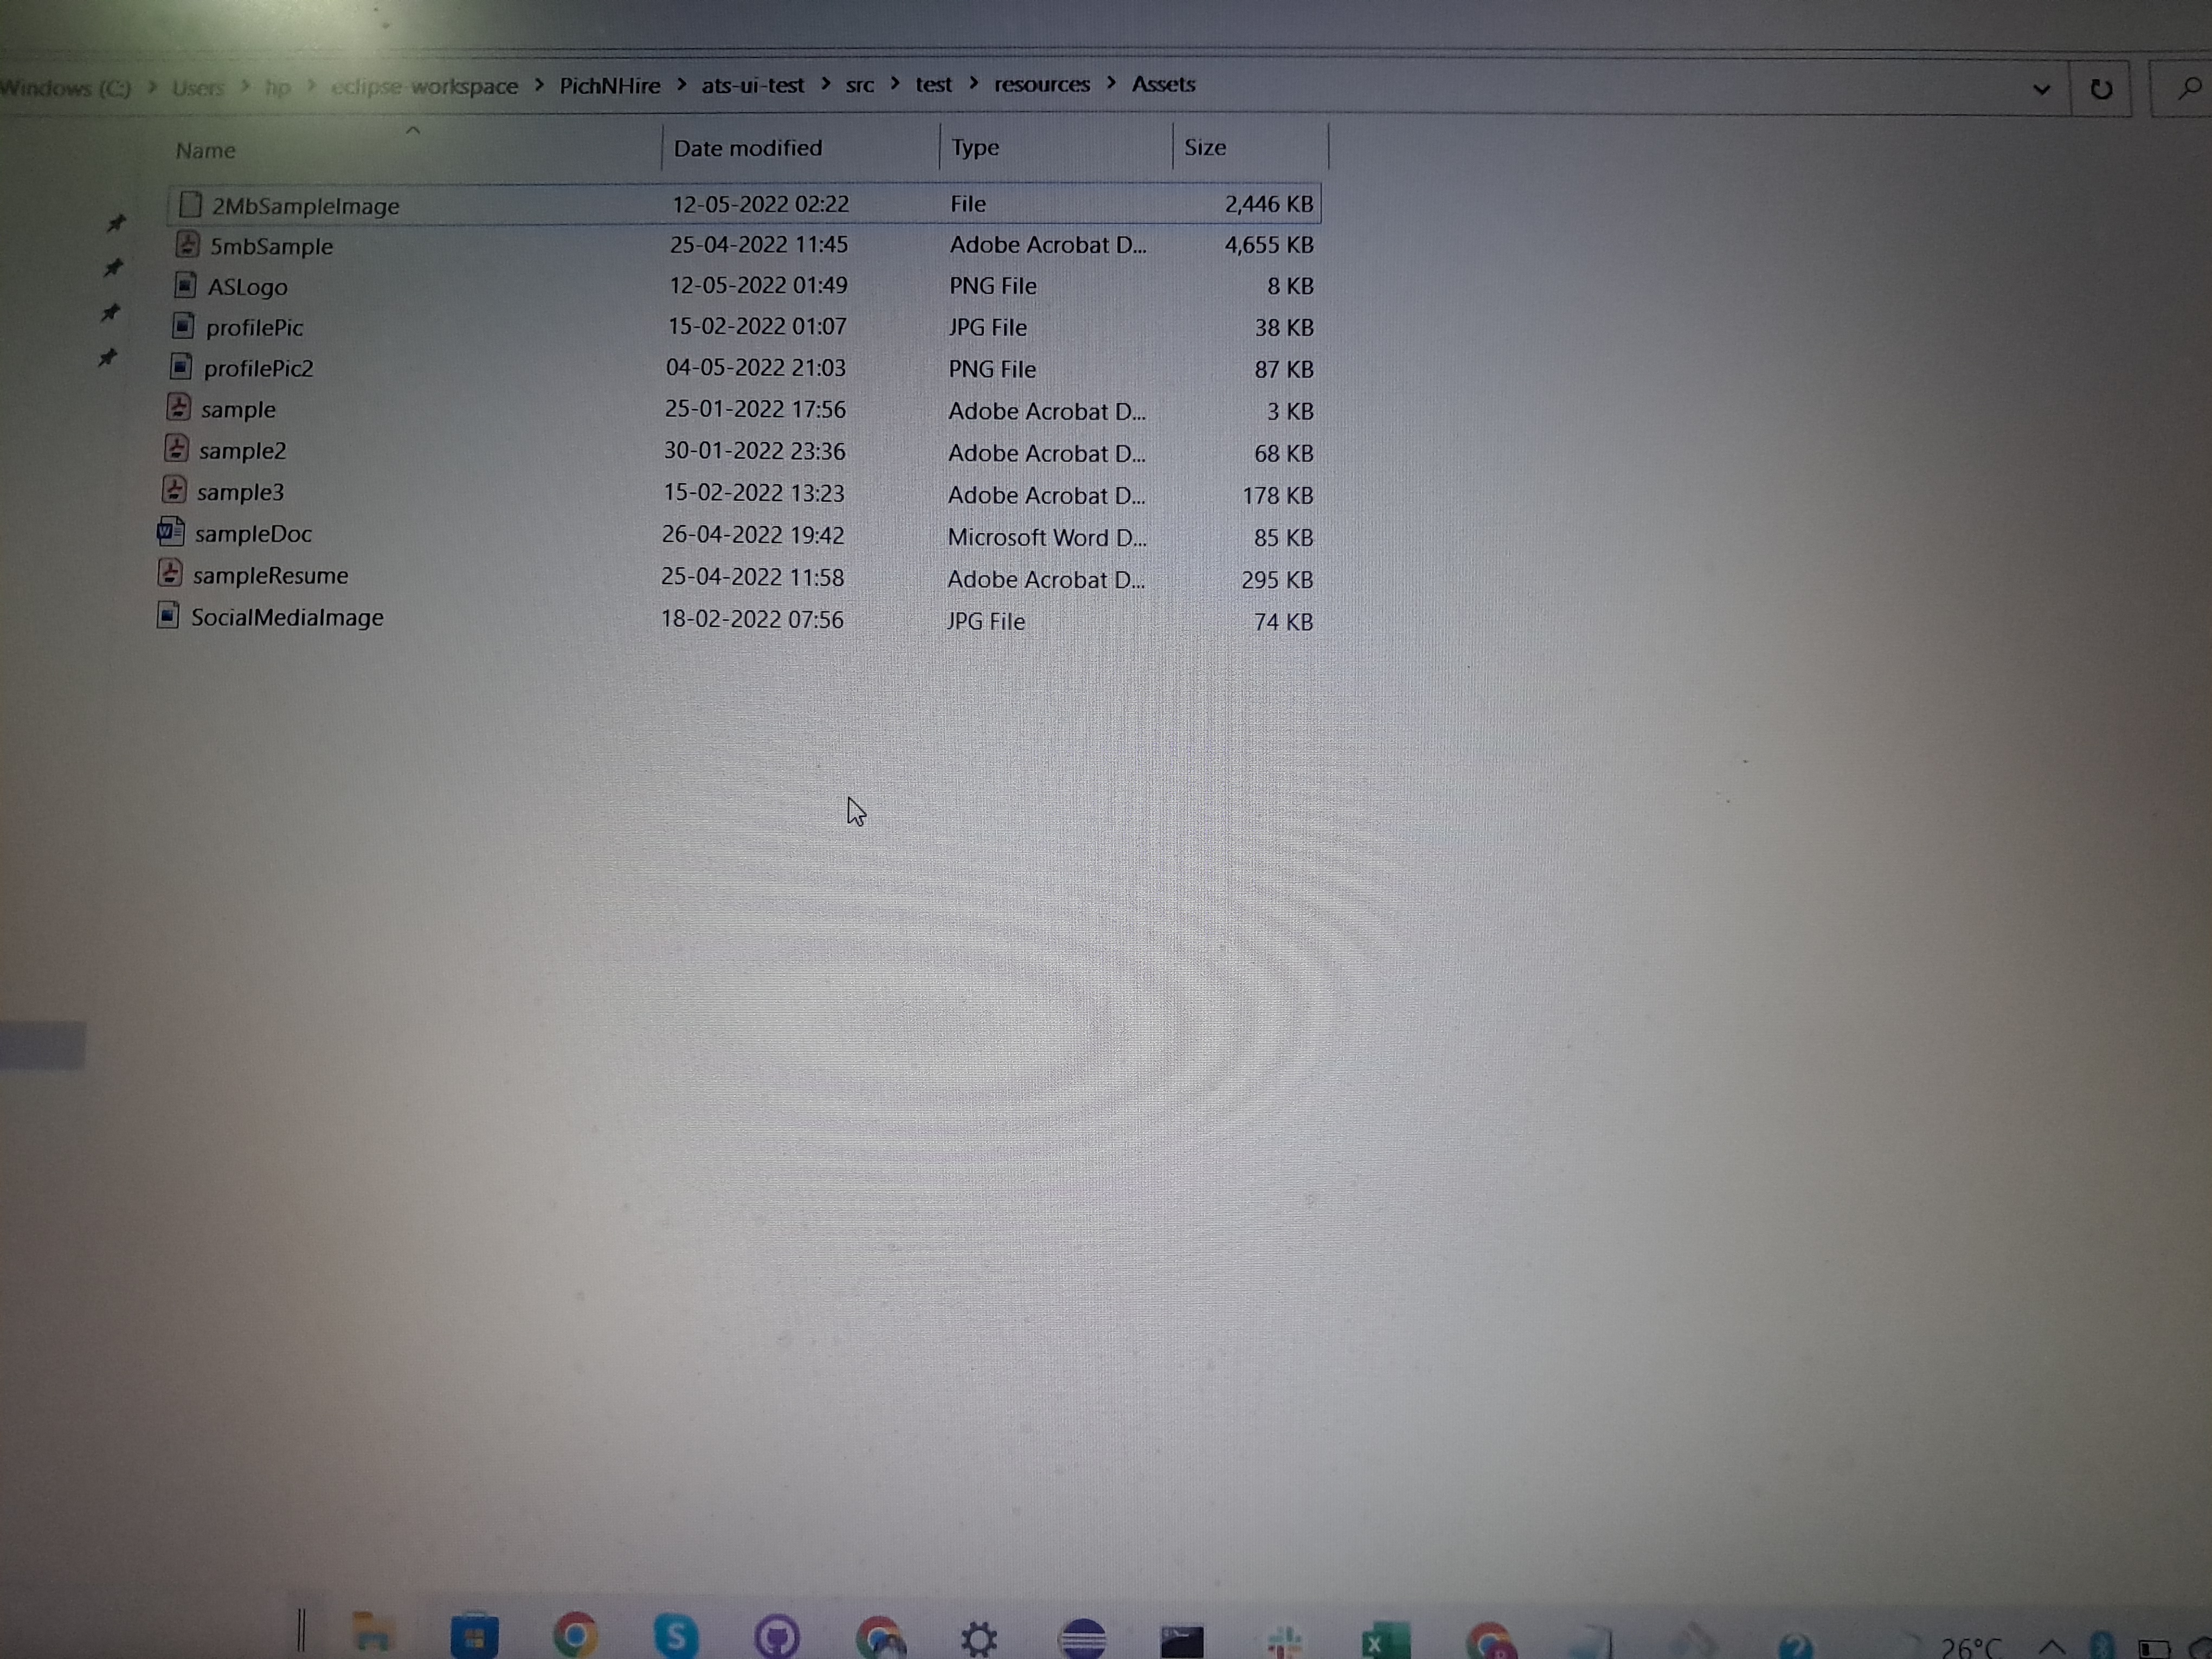 Windows (C:) > Users > hp > eclipse-workspace > PichNHire > ats-ui-test > src > test > resources > Assets
Name Date modified Type Size
2MbSampleImage 12-05-2022 02:22 File 2,446 KB
5mbSample 25-04-2022 11:45 Adobe Acrobat D... 4,655 KB
ASLogo 12-05-2022 01:49 PNG File 8 KB
profilePic 15-02-2022 01:07 JPG File 38 KB
profilePic2 04-05-2022 21:03 PNG File 87 KB
sample 25-01-2022 17:56 Adobe Acrobat D... 3 KB
sample2 30-01-2022 23:36 Adobe Acrobat D... 68 KB
sample3 15-02-2022 13:23 Adobe Acrobat D... 178 KB
sampleDoc 26-04-2022 19:42 Microsoft Word D... 85 KB
sampleResume 25-04-2022 11:58 Adobe Acrobat D... 295 KB
SocialMediaImage 18-02-2022 07:56 JPG File 74 KB
26°C